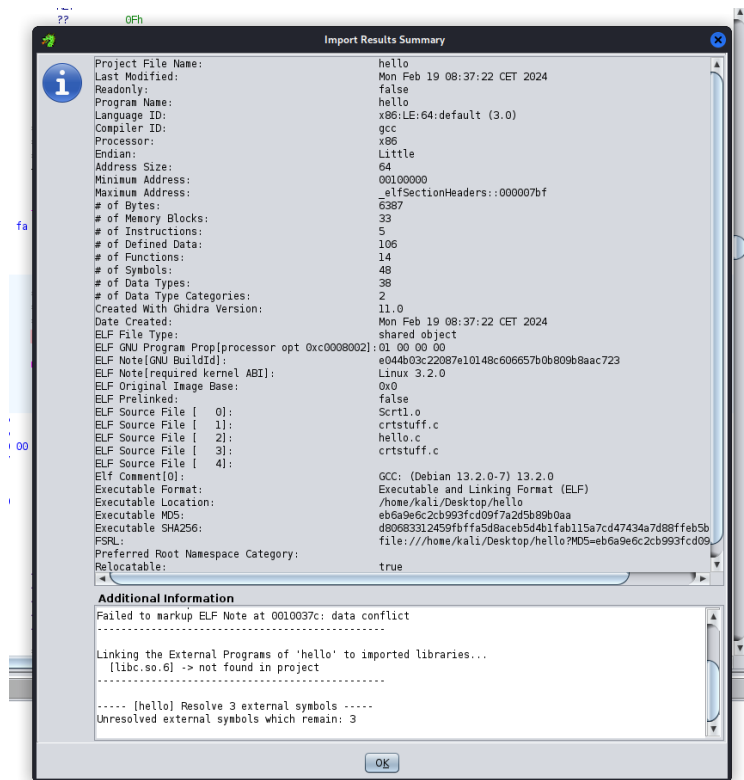 ?? 0Fh
Import Results Summary
Project File Name: hello
Last Modified: Mon Feb 19 08:37:22 CET 2024
Readonly: false
Program Name: hello
Language ID: x86:LE:64:default (3.0)
Compiler ID: gcc
Processor: x86
Endian: Little
Address Size: 64
Minimum Address: 00100000
Maximum Address: _elfSectionHeaders::000007bf
# of Bytes: 6387
# of Memory Blocks: 33
# of Instructions: 5
# of Defined Data: 106
# of Functions: 14
# of Symbols: 48
# of Data Types: 38
# of Data Type Categories: 2
Created With Ghidra Version: 11.0
Date Created: Mon Feb 19 08:37:22 CET 2024
ELF File Type: shared object
ELF GNU Program Prop[processor opt 0xc0008002]: 01 00 00 00
ELF Note[GNU BuildId]: e044b03c22087e10148c606657b0b809b8aac723
ELF Note[required kernel ABI]: Linux 3.2.0
ELF Original Image Base: 0x0
ELF Prelinked: false
ELF Source File [ 0]: Scrt1.o
ELF Source File [ 1]: crtstuff.c
ELF Source File [ 2]: hello.c
ELF Source File [ 3]: crtstuff.c
ELF Source File [ 4]:
Elf Comment[0]: GCC: (Debian 13.2.0-7) 13.2.0
Executable Format: Executable and Linking Format (ELF)
Executable Location: /home/kali/Desktop/hello
Executable MD5: eb6a9e6c2cb993fcd09f7a2d5b89b0aa
Executable SHA256: d80683312459fbffa5d8aceb5d4b1fab115a7cd47434a7d88ffeb5b
FSRL: file:///home/kali/Desktop/hello?MD5=eb6a9e6c2cb993fcd09
Preferred Root Namespace Category:
Relocatable: true
fa
00
Additional Information
Failed to markup ELF Note at 0010037c: data conflict
------------------------------------------------
Linking the External Programs of 'hello' to imported libraries...
[libc.so.6] -> not found in project
------------------------------------------------
----- [hello] Resolve 3 external symbols -----
Unresolved external symbols which remain: 3
OK